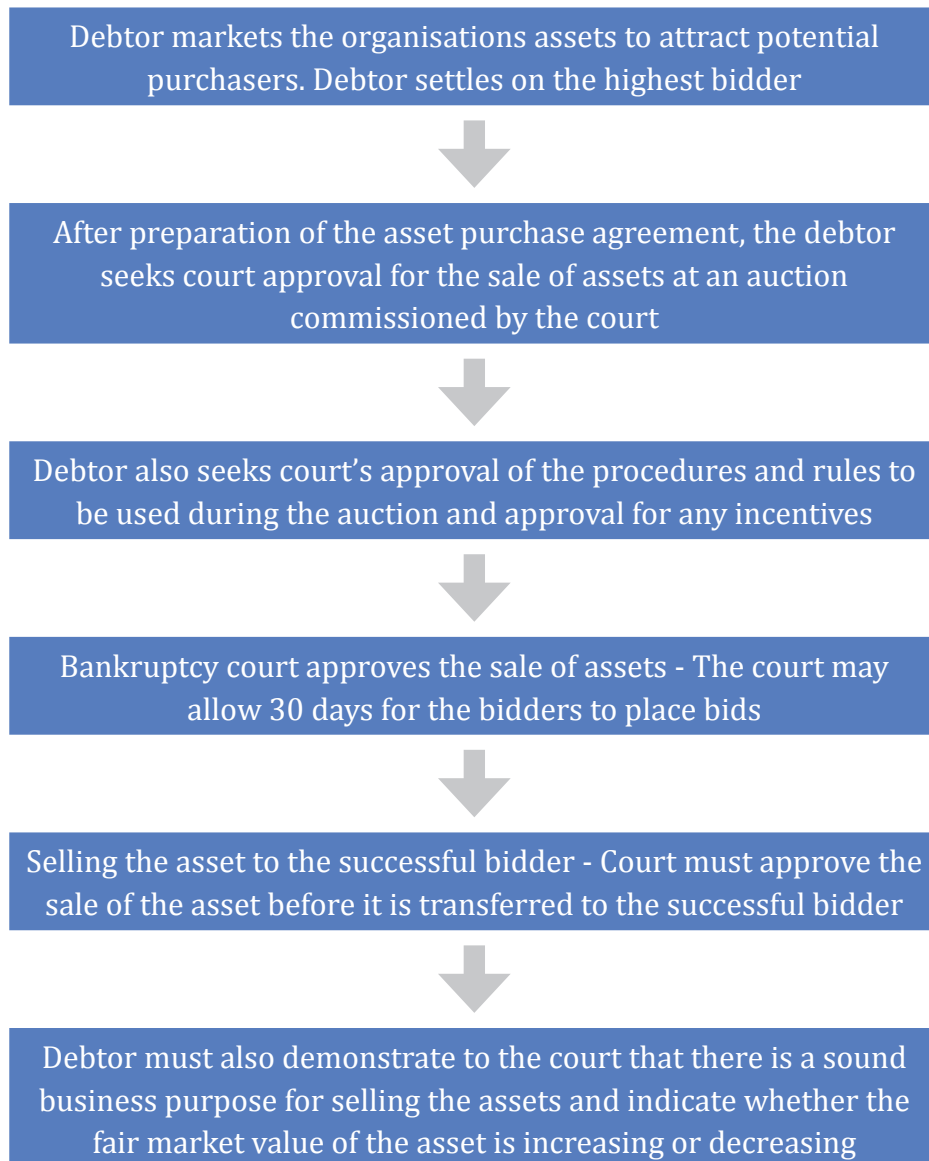 Debtor markets the organisations assets to attract potential
purchasers. Debtor settles on the highest bidder
After preparation of the asset purchase agreement, the debtor
seeks court approval for the sale of assets at an auction
commissioned by the court
Debtor also seeks court’s approval of the procedures and rules to
be used during the auction and approval for any incentives
Bankruptcy court approves the sale of assets - The court may
allow 30 days for the bidders to place bids
Selling the asset to the successful bidder - Court must approve the
sale of the asset before it is transferred to the successful bidder
Debtor must also demonstrate to the court that there is a sound
business purpose for selling the assets and indicate whether the
fair market value of the asset is increasing or decreasing